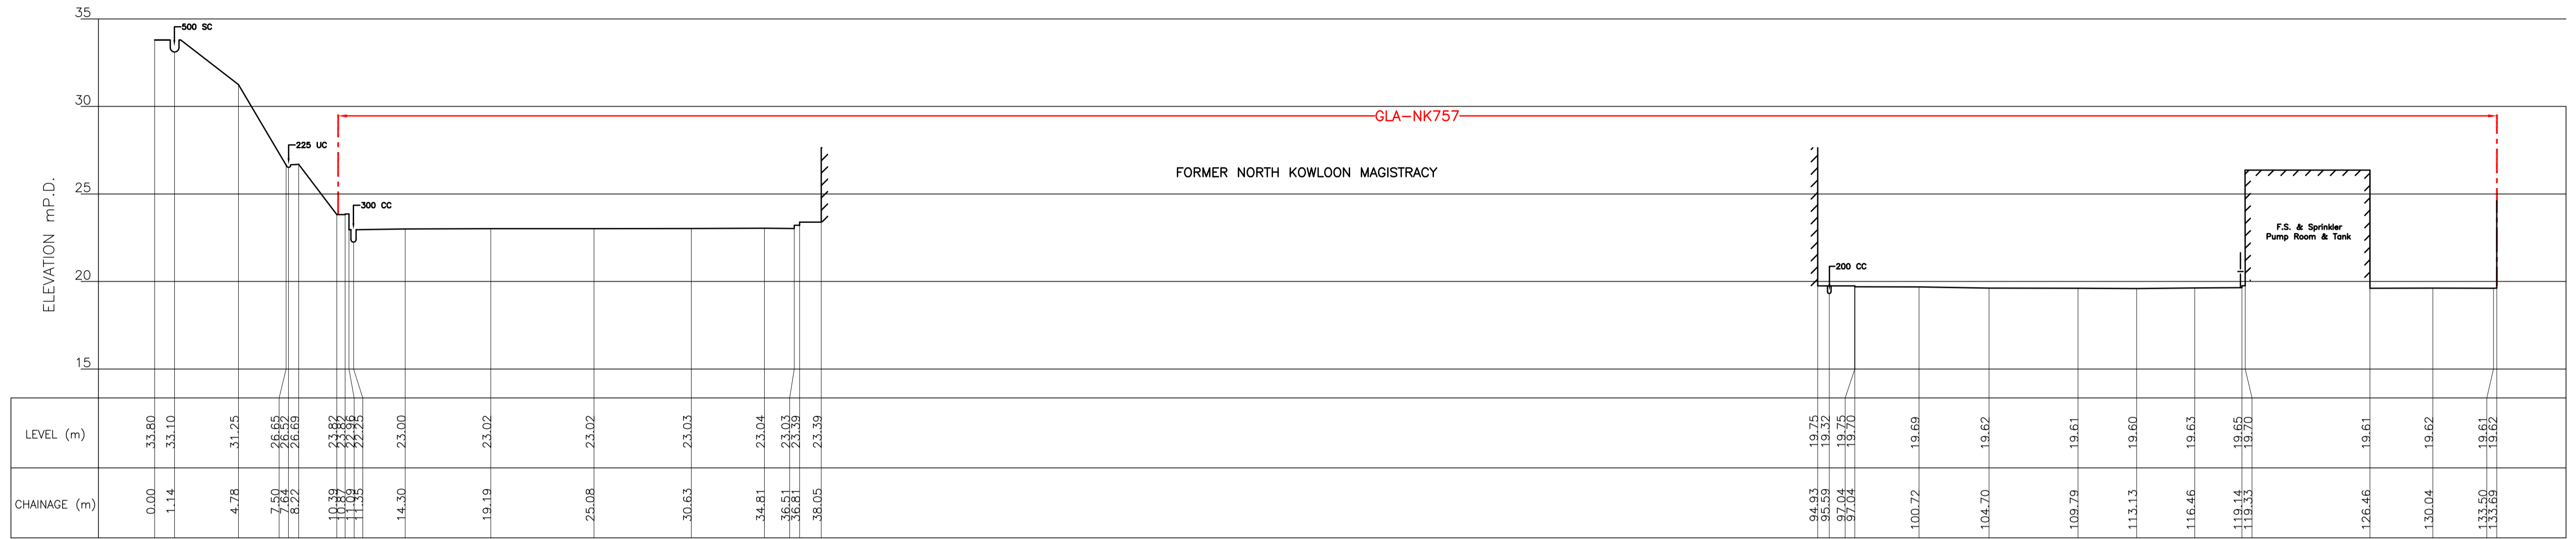 35
500 SC
30
GLA-NK757
225 UC
FORMER NORTH KOWLOON MAGISTRACY
25
300 CC
F.S. & Sprinkler
Pump Room & Tank
20
200 CC
15
ELEVATION mP.D.
LEVEL (m) 33.80 33.10 31.25 26.65 26.52 26.69 23.82 23.82 22.96 22.25 23.00 23.02 23.02 23.03 23.04 23.03 23.39 23.39 19.75 19.32 19.75 19.70 19.69 19.62 19.61 19.60 19.63 19.65 19.70 19.61 19.62 19.61 19.62
CHAINAGE (m) 0.00 1.14 4.78 7.50 7.64 8.22 10.39 10.87 11.09 11.35 14.30 19.19 25.08 30.63 34.81 36.51 36.81 38.05 94.93 95.59 97.04 97.04 100.72 104.70 109.79 113.13 116.46 119.14 119.33 126.46 130.04 133.50 133.69